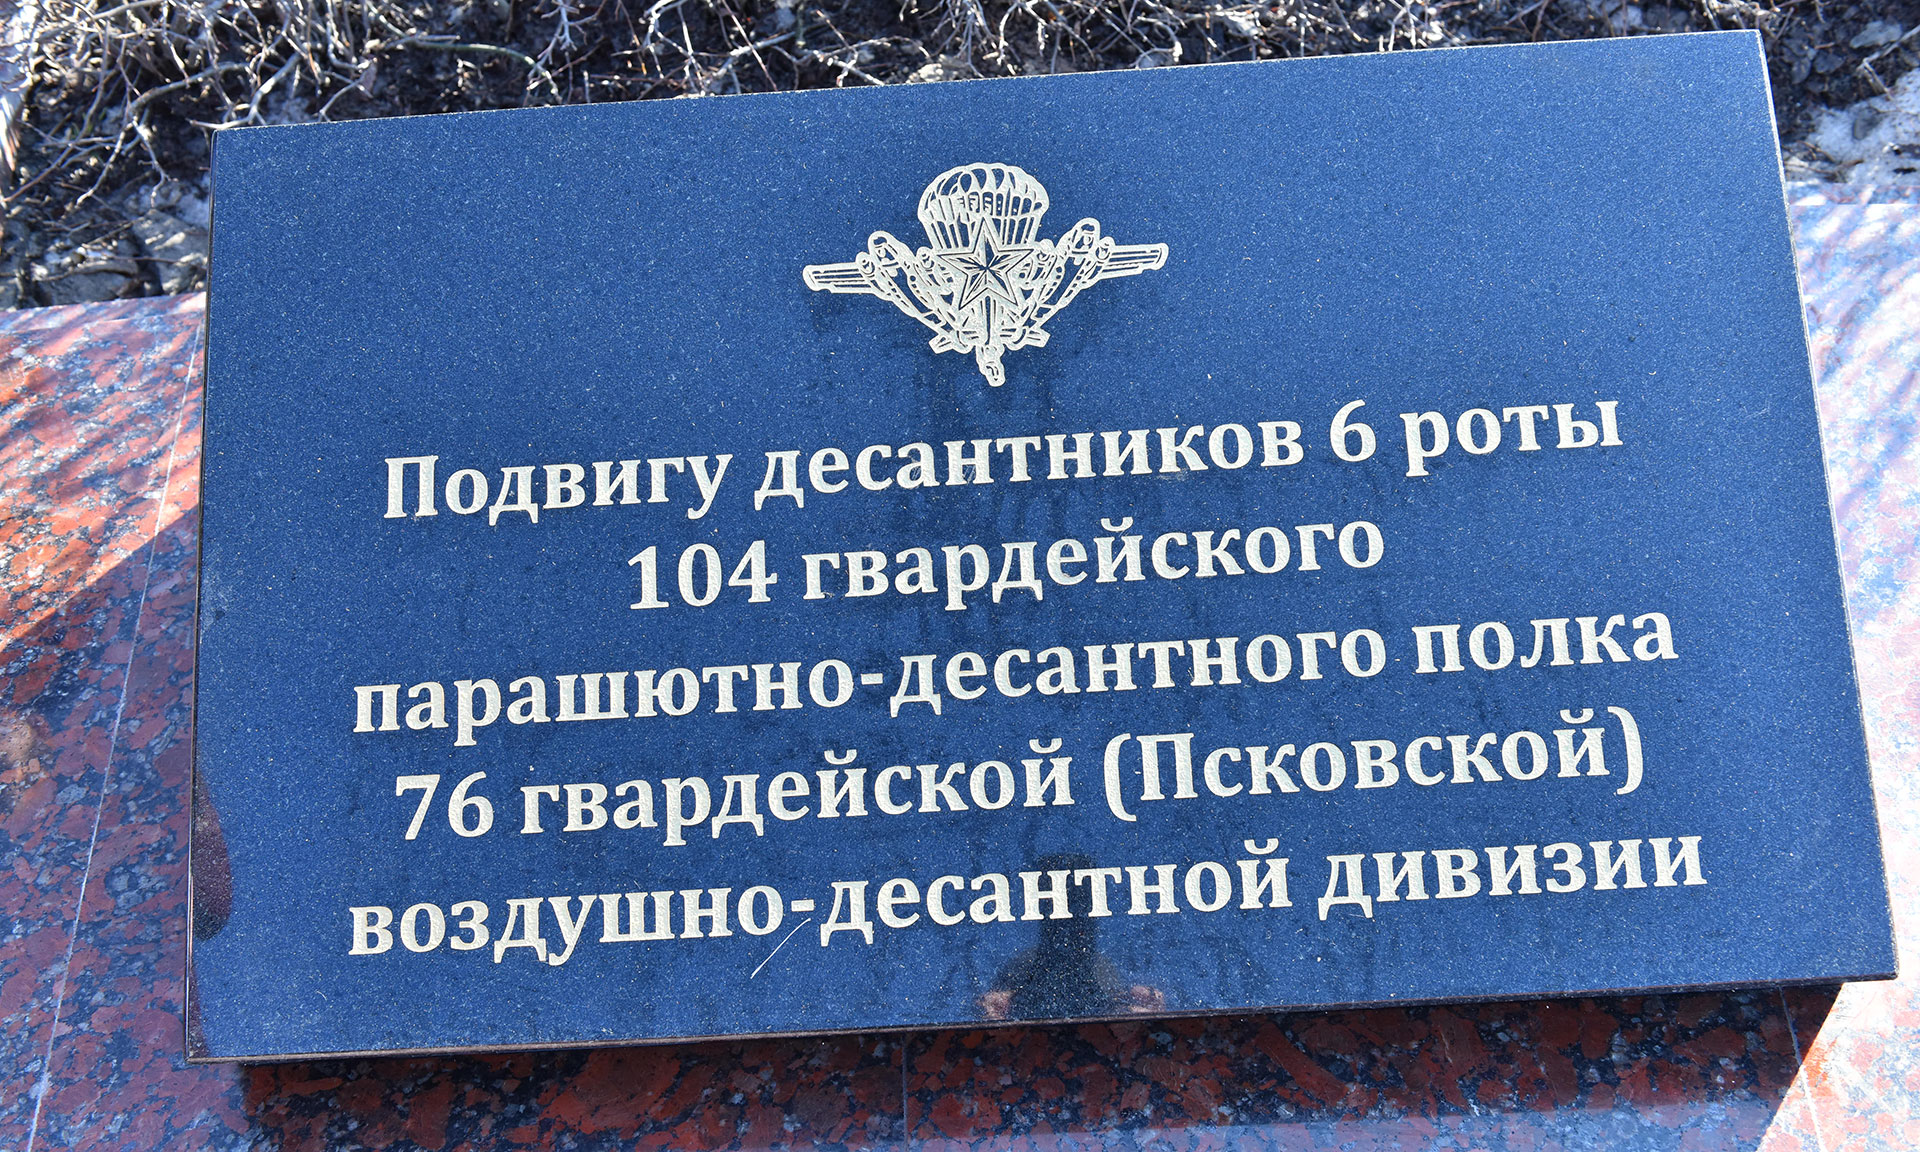 Подвигу десантников 6 роты
104 гвардейского
парашютно-десантного полка
76 гвардейской (Псковской)
воздушно-десантной дивизии